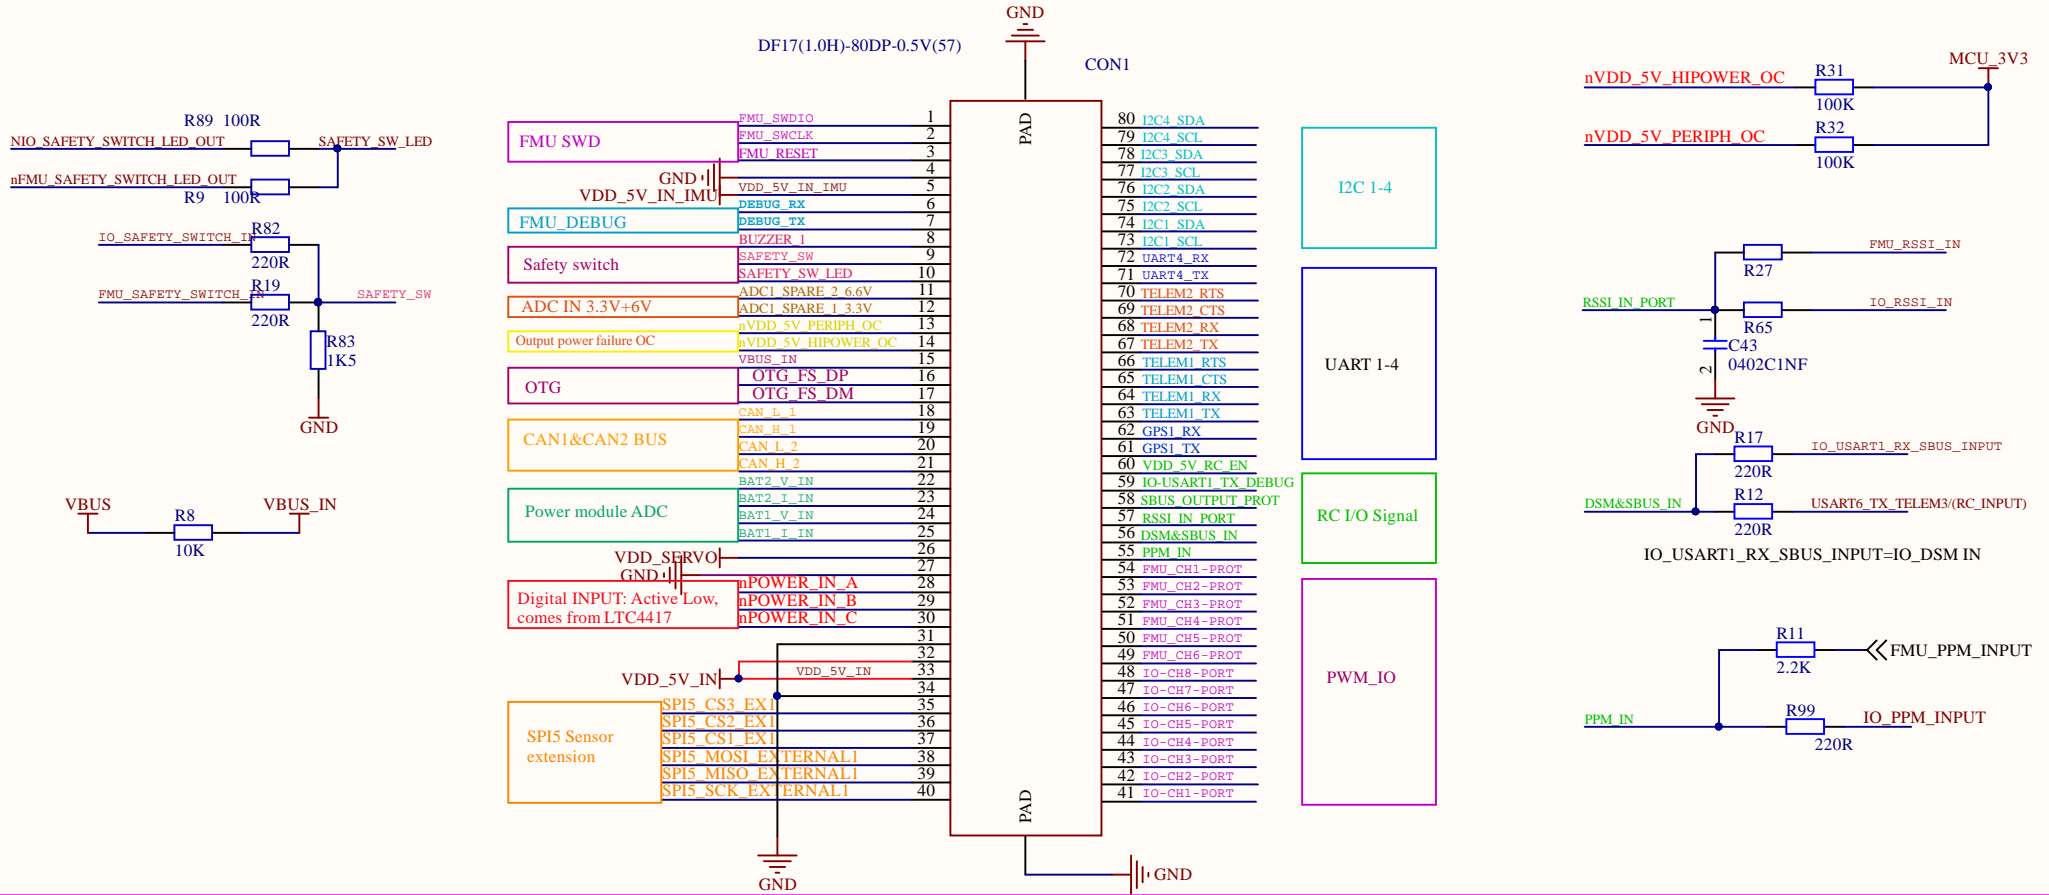 GND
DF17(1.0H)-80DP-0.5V(57)
CON1
PAD
PAD
R89 100R
NIO_SAFETY_SWITCH_LED_OUT
SAFETY_SW_LED
nFMU_SAFETY_SWITCH_LED_OUT
R9 100R
IO_SAFETY_SWITCH_IN
R82
220R
R19
FMU_SAFETY_SWITCH_IN
SAFETY_SW
220R
R83
1K5
GND
VBUS
VBUS_IN
R8
10K
FMU SWD
FMU_DEBUG
Safety switch
ADC IN 3.3V+6V
Output power failure OC
OTG
CAN1&CAN2 BUS
Power module ADC
Digital INPUT: Active Low,
comes from LTC4417
SPI5 Sensor
extension
FMU_SWDIO 1
FMU_SWCLK 2
FMU_RESET 3
GND 4
VDD_5V_IN_IMU VDD_5V_IN_IMU 5
DEBUG_RX 6
DEBUG_TX 7
BUZZER_1 8
SAFETY_SW 9
SAFETY_SW_LED 10
ADC1_SPARE_2_6.6V 11
ADC1_SPARE_1_3.3V 12
nVDD_5V_PERIPH_OC 13
nVDD_5V_HIPOWER_OC 14
VBUS_IN 15
OTG_FS_DP 16
OTG_FS_DM 17
CAN_L_1 18
CAN_H_1 19
CAN_L_2 20
CAN_H_2 21
BAT2_V_IN 22
BAT2_I_IN 23
BAT1_V_IN 24
BAT1_I_IN 25
VDD_SERVO 26
GND 27
nPOWER_IN_A 28
nPOWER_IN_B 29
nPOWER_IN_C 30
31
32
VDD_5V_IN VDD_5V_IN 33
34
SPI5_CS3_EX1 35
SPI5_CS2_EX1 36
SPI5_CS1_EX1 37
SPI5_MOSI_EXTERNAL1 38
SPI5_MISO_EXTERNAL1 39
SPI5_SCK_EXTERNAL1 40
GND
80 I2C4_SDA
79 I2C4_SCL
78 I2C3_SDA
77 I2C3_SCL
76 I2C2_SDA
75 I2C2_SCL
74 I2C1_SDA
73 I2C1_SCL
72 UART4_RX
71 UART4_TX
70 TELEM2_RTS
69 TELEM2_CTS
68 TELEM2_RX
67 TELEM2_TX
66 TELEM1_RTS
65 TELEM1_CTS
64 TELEM1_RX
63 TELEM1_TX
62 GPS1_RX
61 GPS1_TX
60 VDD_5V_RC_EN
59 IO-USART1_TX_DEBUG
58 SBUS_OUTPUT_PROT
57 RSSI_IN_PORT
56 DSM&SBUS_IN
55 PPM_IN
54 FMU_CH1-PROT
53 FMU_CH2-PROT
52 FMU_CH3-PROT
51 FMU_CH4-PROT
50 FMU_CH5-PROT
49 FMU_CH6-PROT
48 IO-CH8-PORT
47 IO-CH7-PORT
46 IO-CH6-PORT
45 IO-CH5-PORT
44 IO-CH4-PORT
43 IO-CH3-PORT
42 IO-CH2-PORT
41 IO-CH1-PORT
GND
I2C 1-4
UART 1-4
RC I/O Signal
PWM_IO
MCU_3V3
nVDD_5V_HIPOWER_OC
R31
100K
nVDD_5V_PERIPH_OC
R32
100K
FMU_RSSI_IN
R27
RSSI_IN_PORT
IO_RSSI_IN
R65
1
C43
0402C1NF
2
GND
R17
IO_USART1_RX_SBUS_INPUT
220R
DSM&SBUS_IN
R12
USART6_TX_TELEM3/(RC_INPUT)
220R
IO_USART1_RX_SBUS_INPUT=IO_DSM IN
R11
FMU_PPM_INPUT
2.2K
PPM_IN
R99
IO_PPM_INPUT
220R